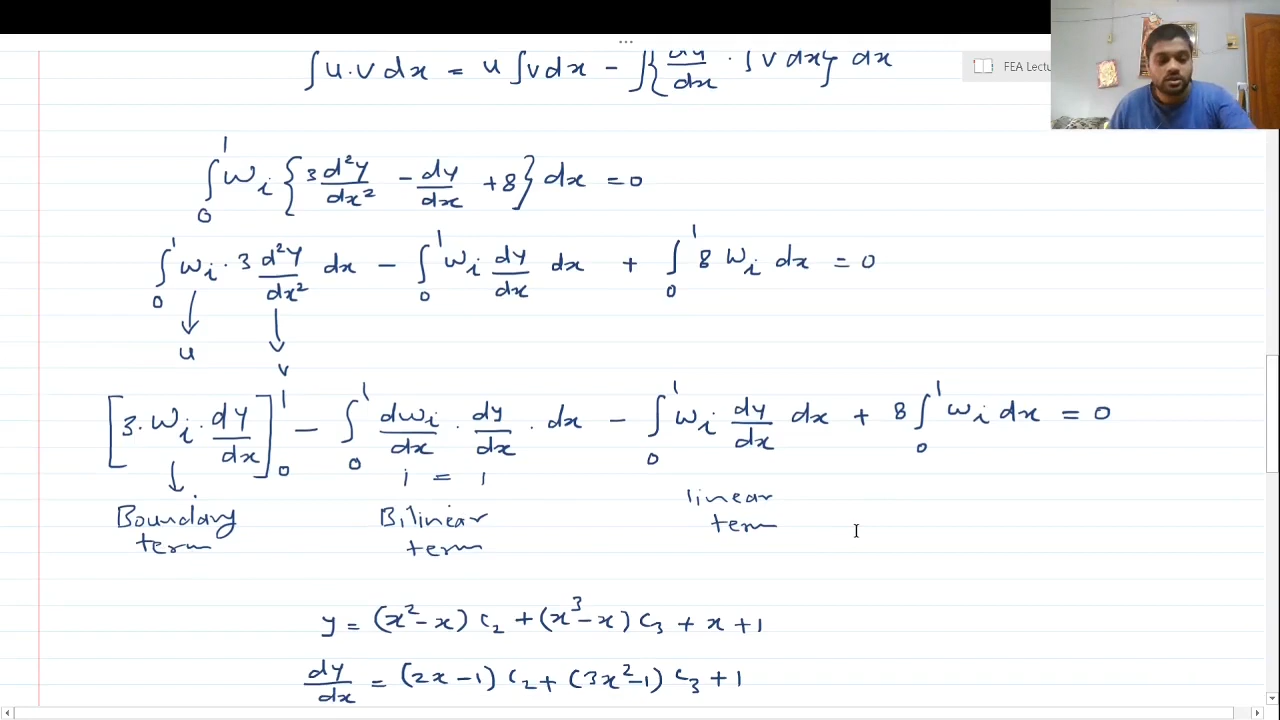 ∫ u·v dx = u ∫v dx − ∫{ du/dx · ∫v dx} dx
FEA Lectu
∫₀¹ wᵢ { 3 d²y/dx² − dy/dx + 8 } dx = 0
∫₀¹ wᵢ · 3 d²y/dx² dx − ∫₀¹ wᵢ dy/dx dx + ∫₀¹ 8 wᵢ dx = 0
u
v
[3. wᵢ . dy/dx]₀¹ − ∫₀¹ dwᵢ/dx . dy/dx . dx − ∫₀¹ wᵢ dy/dx dx + 8 ∫₀¹ wᵢ dx = 0
1 = 1
Boundary term
Bilinear term
linear term
y = (x² − x) c₂ + (x³ − x) c₃ + x + 1
dy/dx = (2x − 1) c₂ + (3x² − 1) c₃ + 1